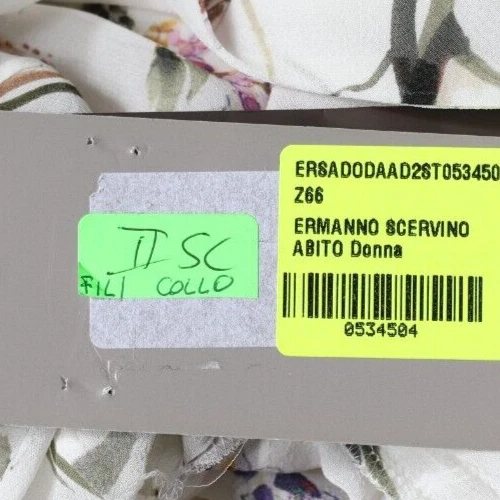 ERSADODAAD2ST053450
Z66
ERMANNO SCERVINO
ABITO Donna
0534504
II SC
FILI COLLO